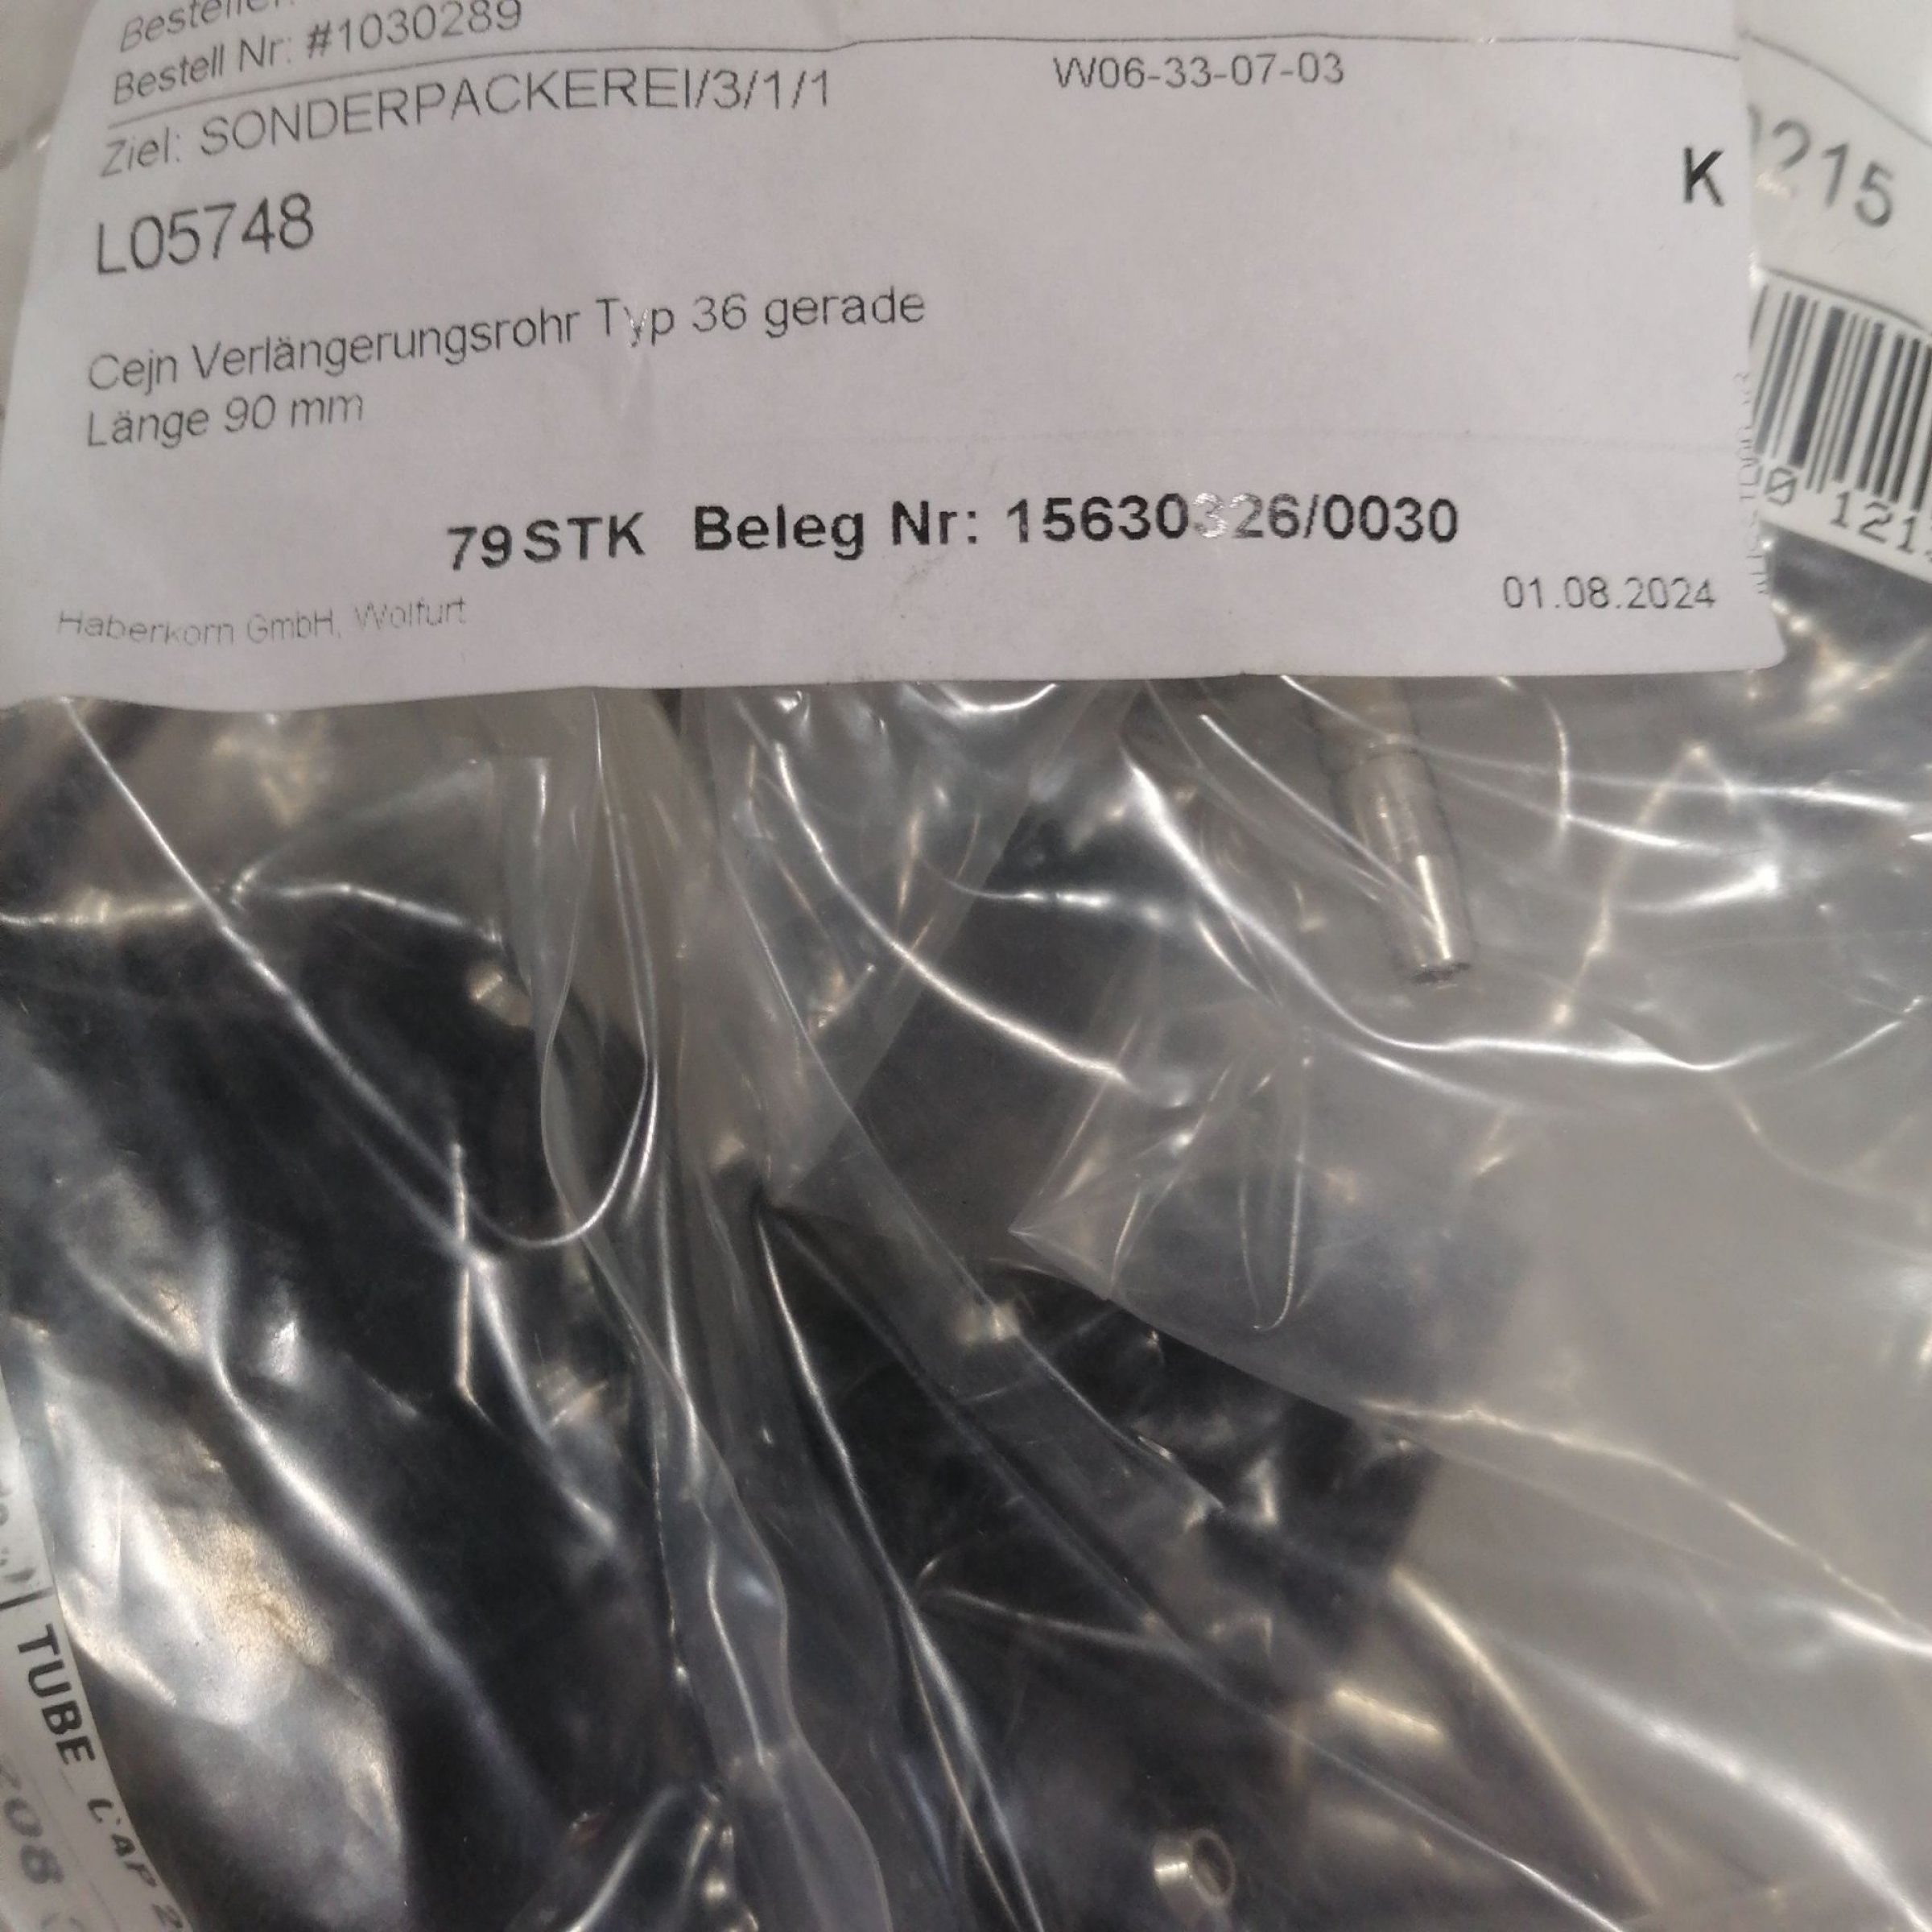 Bestell Nr: #1030289
Ziel: SONDERPACKEREI/3/1/1 W06-33-07-03
K
L05748
Cejn Verlängerungsrohr Typ 36 gerade
Länge 90 mm
79STK Beleg Nr: 15630326/0030
Haberkorn GmbH, Wolfurt 01.08.2024
215
121
TUBE